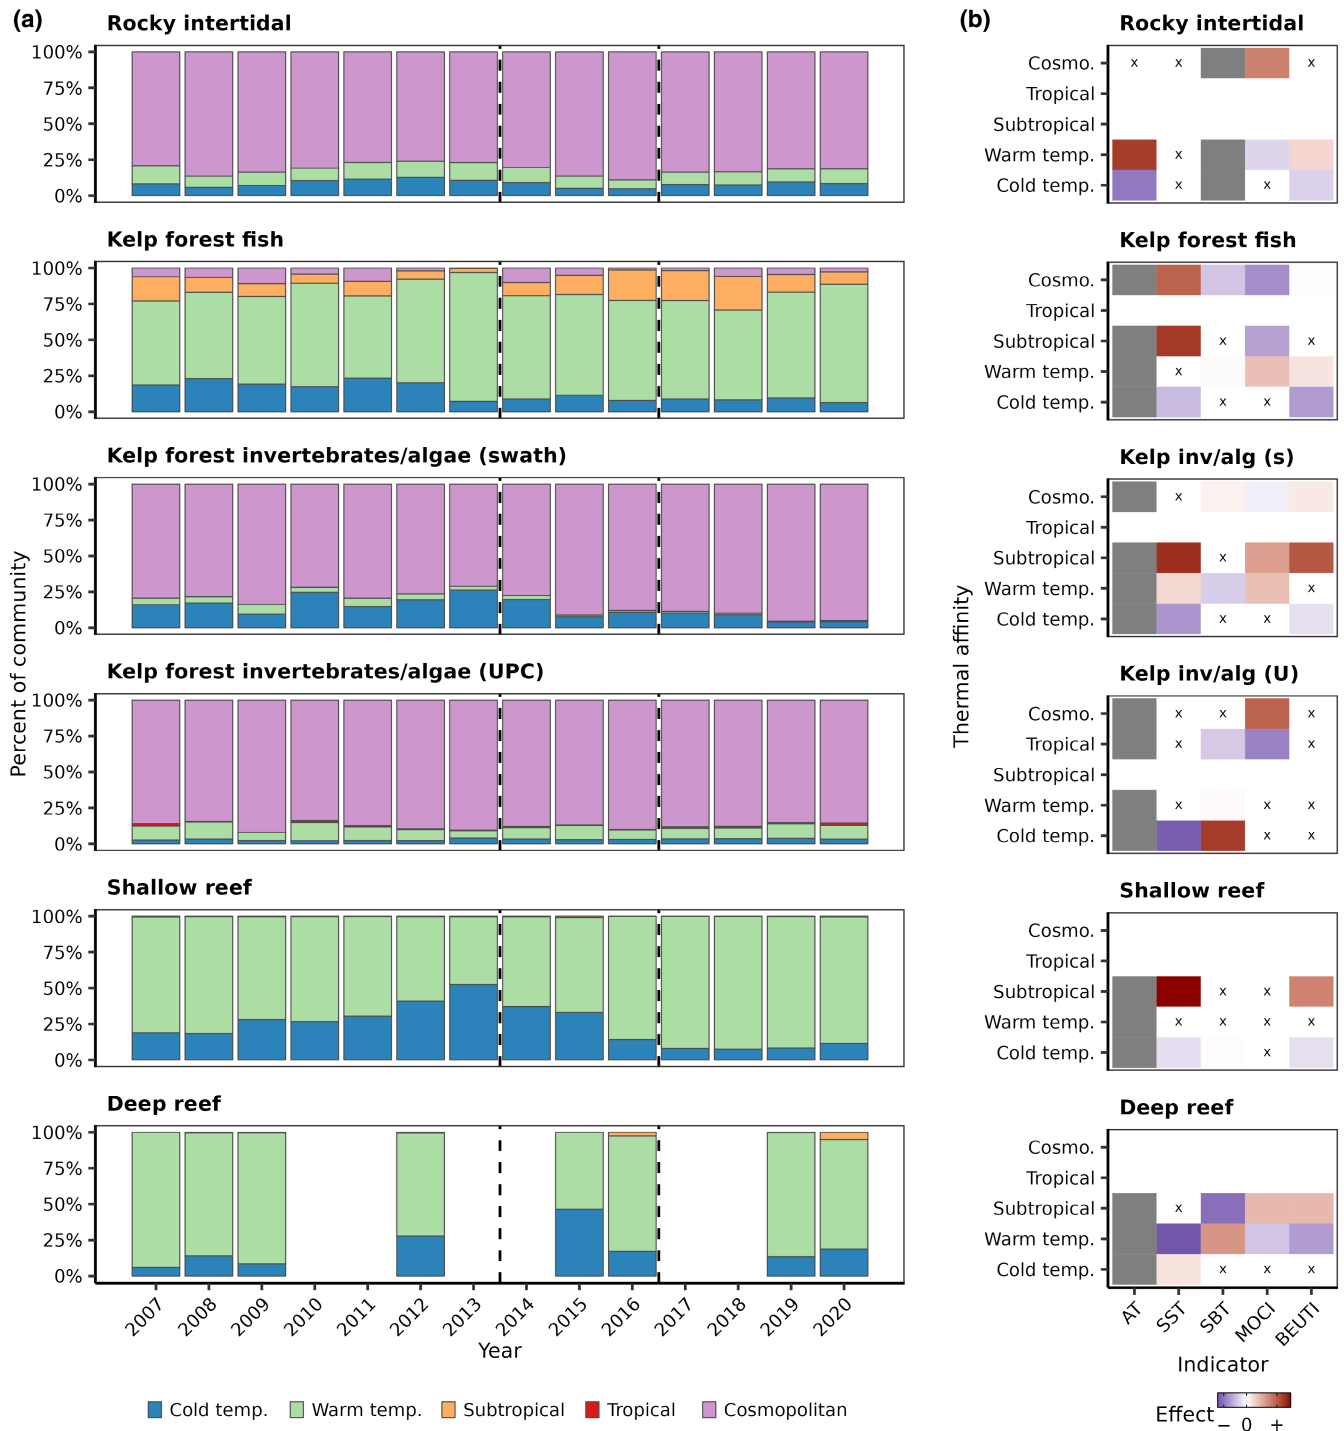 (a)
Rocky intertidal
100%
75%
50%
25%
0%
Kelp forest fish
100%
75%
50%
25%
0%
Kelp forest invertebrates/algae (swath)
100%
75%
50%
25%
0%
Kelp forest invertebrates/algae (UPC)
100%
75%
50%
25%
0%
Shallow reef
100%
75%
50%
25%
0%
Deep reef
100%
75%
50%
25%
0%
Percent of community
2007
2008
2009
2010
2011
2012
2013
2014
2015
2016
2017
2018
2019
2020
Year
Cold temp.
Warm temp.
Subtropical
Tropical
Cosmopolitan
(b)
Rocky intertidal
Cosmo. x x x
Tropical
Subtropical
Warm temp. x
Cold temp. x x
Kelp forest fish
Cosmo.
Tropical
Subtropical x x
Warm temp. x
Cold temp. x x
Kelp inv/alg (s)
Cosmo. x
Tropical
Subtropical x
Warm temp. x
Cold temp. x x
Kelp inv/alg (U)
Cosmo. x x x
Tropical x x
Subtropical
Warm temp. x x x
Cold temp. x x
Shallow reef
Cosmo.
Tropical
Subtropical x x
Warm temp. x x x x
Cold temp. x
Deep reef
Cosmo.
Tropical
Subtropical x
Warm temp.
Cold temp. x x x
Thermal affinity
AT
SST
SBT
MOCI
BEUTI
Indicator
Effect
− 0 +